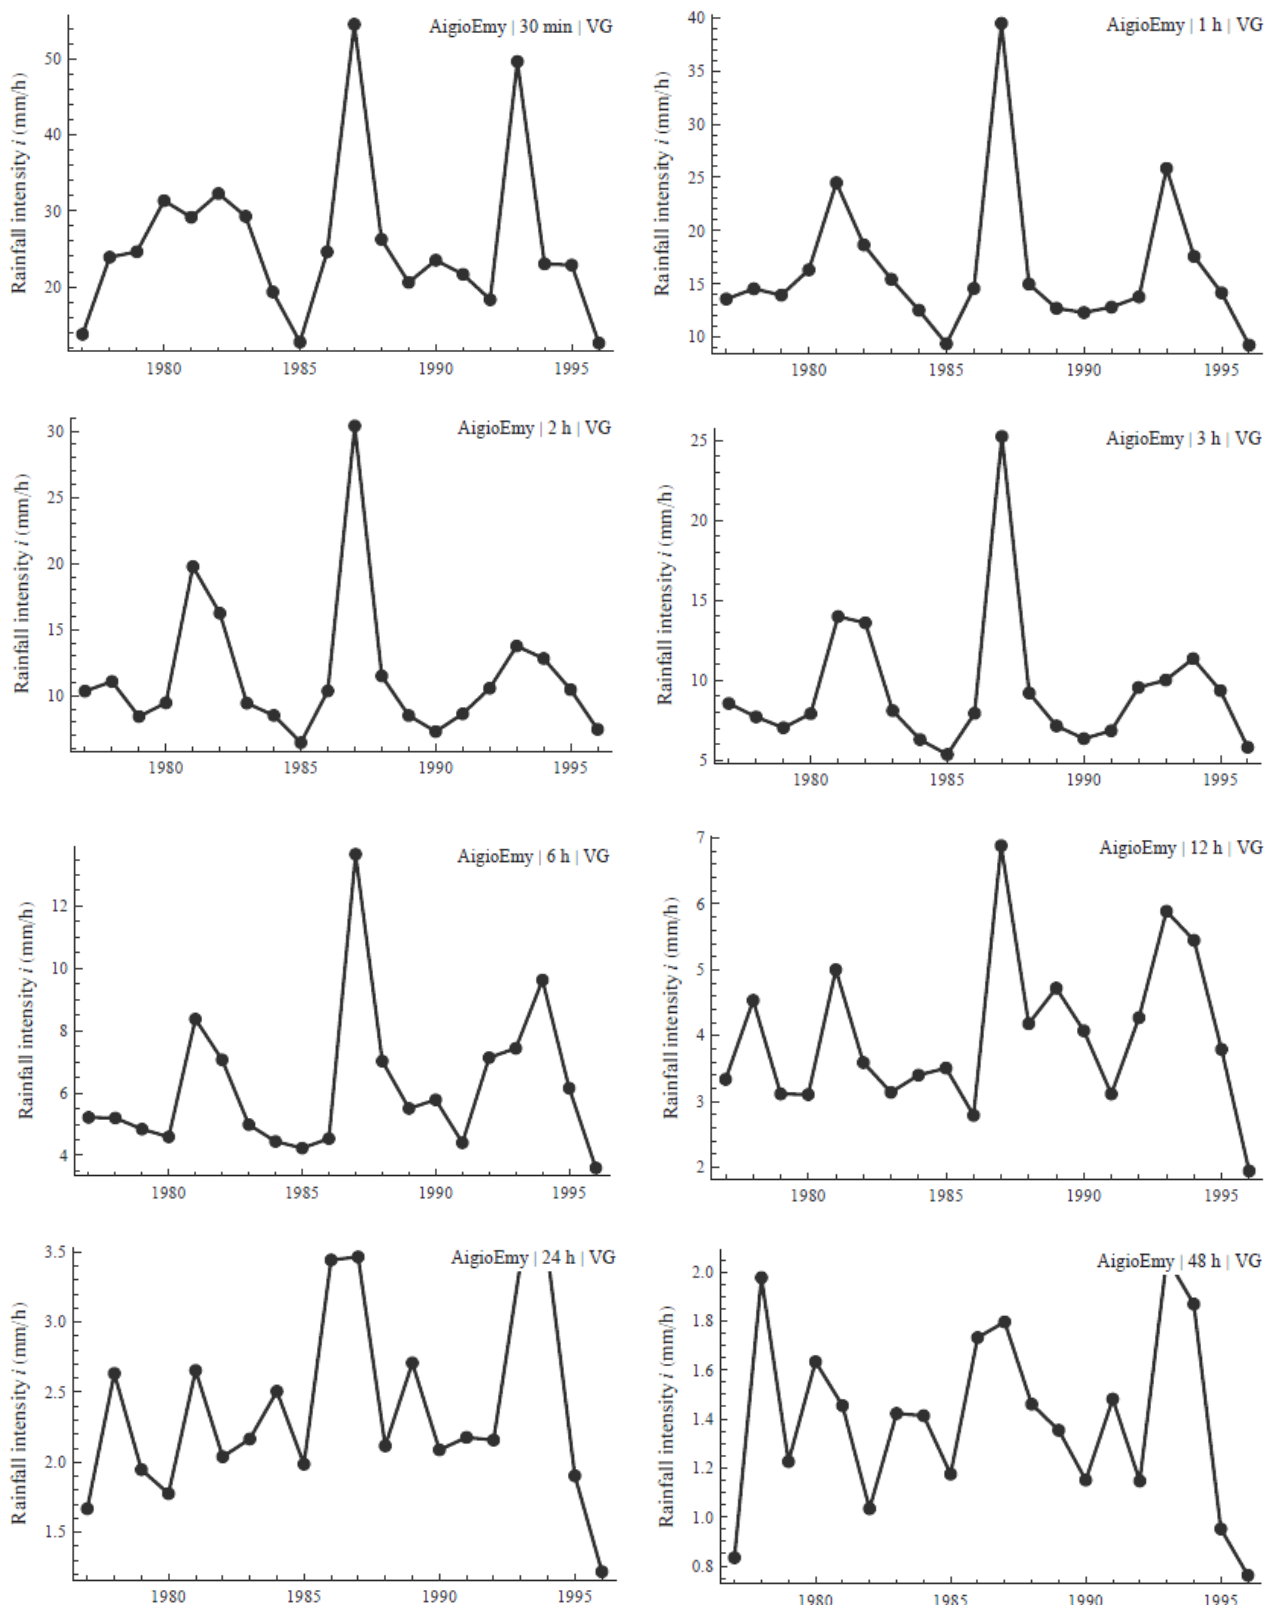 AigioEmy | 30 min | VG
Rainfall intensity i (mm/h)
50
40
30
20
1980 1985 1990 1995
AigioEmy | 1 h | VG
Rainfall intensity i (mm/h)
40
35
30
25
20
15
10
1980 1985 1990 1995
AigioEmy | 2 h | VG
Rainfall intensity i (mm/h)
30
25
20
15
10
1980 1985 1990 1995
AigioEmy | 3 h | VG
Rainfall intensity i (mm/h)
25
20
15
10
5
1980 1985 1990 1995
AigioEmy | 6 h | VG
Rainfall intensity i (mm/h)
12
10
8
6
4
1980 1985 1990 1995
AigioEmy | 12 h | VG
Rainfall intensity i (mm/h)
7
6
5
4
3
2
1980 1985 1990 1995
AigioEmy | 24 h | VG
Rainfall intensity i (mm/h)
3.5
3.0
2.5
2.0
1.5
1980 1985 1990 1995
AigioEmy | 48 h | VG
Rainfall intensity i (mm/h)
2.0
1.8
1.6
1.4
1.2
1.0
0.8
1980 1985 1990 1995